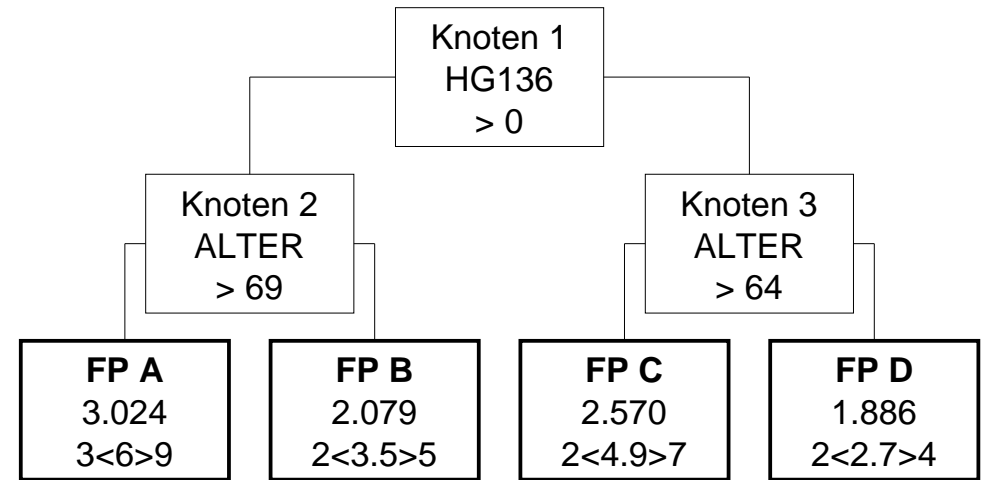 Knoten 1
HG136
> 0
Knoten 2
ALTER
> 69
Knoten 3
ALTER
> 64
FP A
3.024
3<6>9
FP B
2.079
2<3.5>5
FP C
2.570
2<4.9>7
FP D
1.886
2<2.7>4